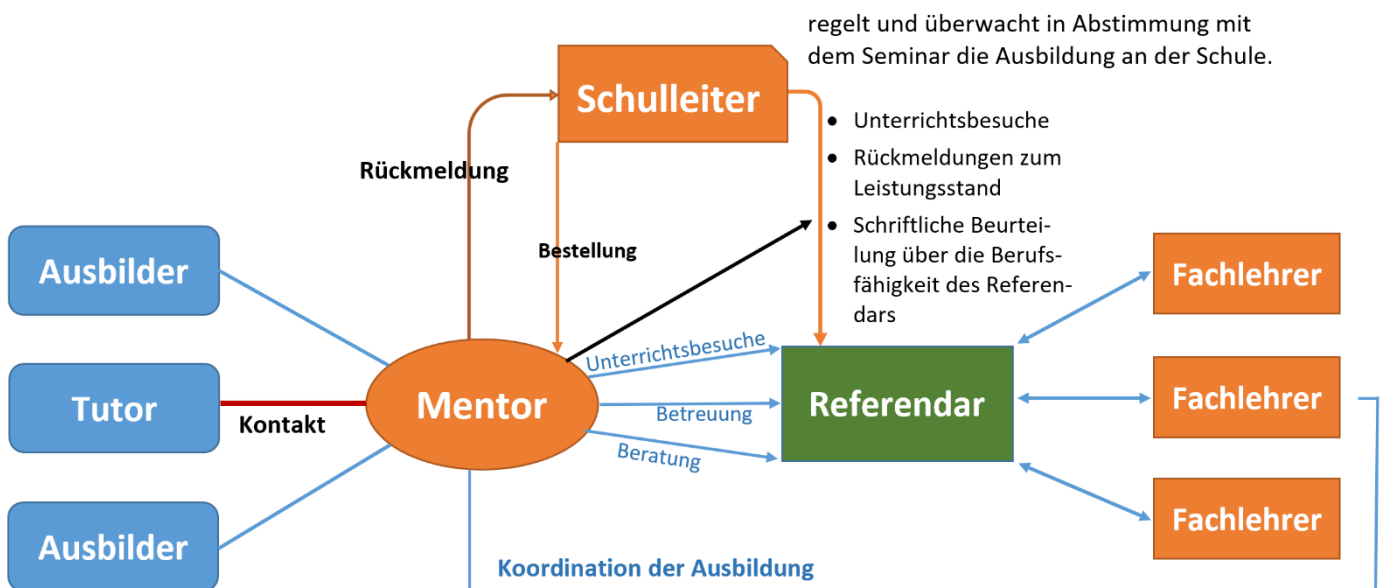 regelt und überwacht in Abstimmung mit
dem Seminar die Ausbildung an der Schule.
Schulleiter
• Unterrichtsbesuche
• Rückmeldungen zum
Leistungsstand
• Schriftliche Beurtei-
lung über die Berufs-
fähigkeit des Referen-
dars
Rückmeldung
Bestellung
Ausbilder
Tutor
Ausbilder
Kontakt
Mentor
Unterrichtsbesuche
Betreuung
Beratung
Referendar
Fachlehrer
Fachlehrer
Fachlehrer
Koordination der Ausbildung